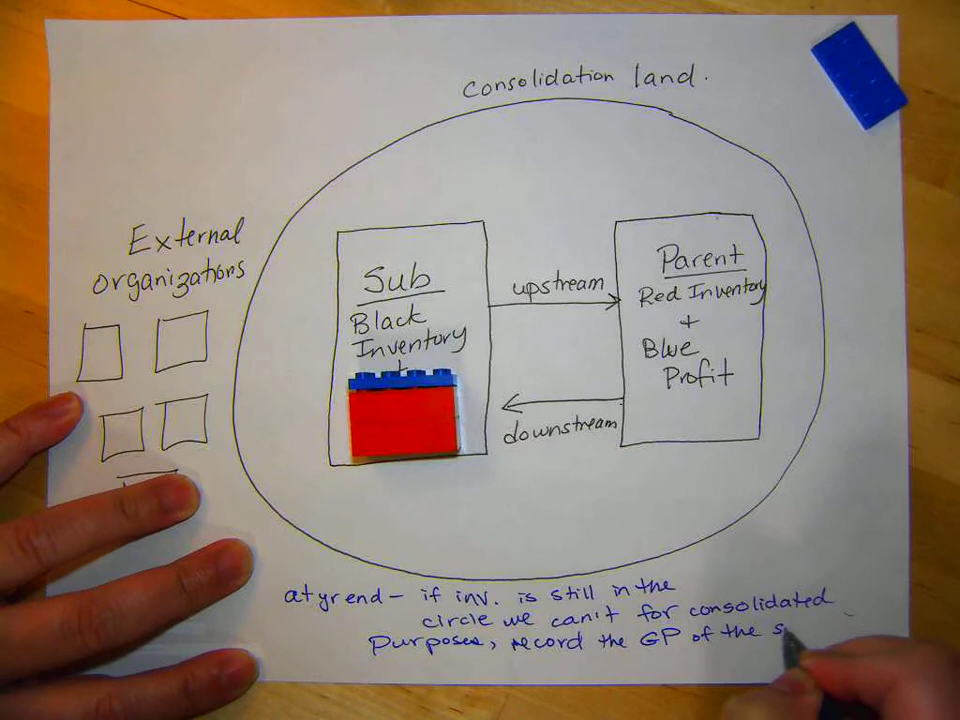 Consolidation land.
External
organizations
Sub
Black
Inventory
+
upstream
downstream
Parent
Red Inventory
+
Blue
Profit
at yr end - if inv. is still in the
circle we can't for consolidated
Purposes, record the GP of the s